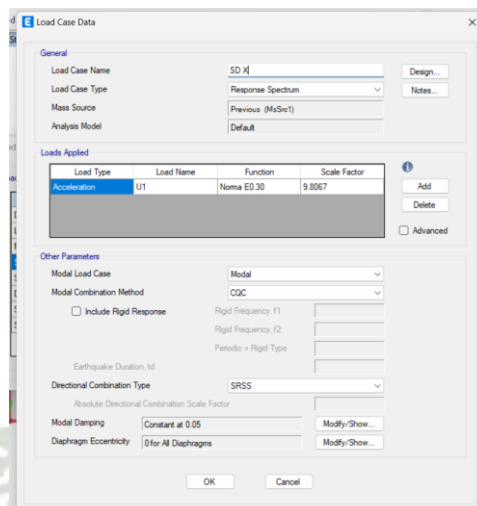 E Load Case Data
General
Load Case Name SD X Design...
Load Case Type Response Spectrum Notes...
Mass Source Previous (MsSrc1)
Analysis Model Default
Loads Applied
Load Type Load Name Function Scale Factor
Acceleration U1 Norma E0.30 9.8067
Add
Delete
Advanced
Other Parameters
Modal Load Case Modal
Modal Combination Method CQC
Include Rigid Response Rigid Frequency, f1
Rigid Frequency, f2
Periodic + Rigid Type
Earthquake Duration, td
Directional Combination Type SRSS
Absolute Directional Combination Scale Factor
Modal Damping Constant at 0.05 Modify/Show...
Diaphragm Eccentricity 0 for All Diaphragms Modify/Show...
OK Cancel